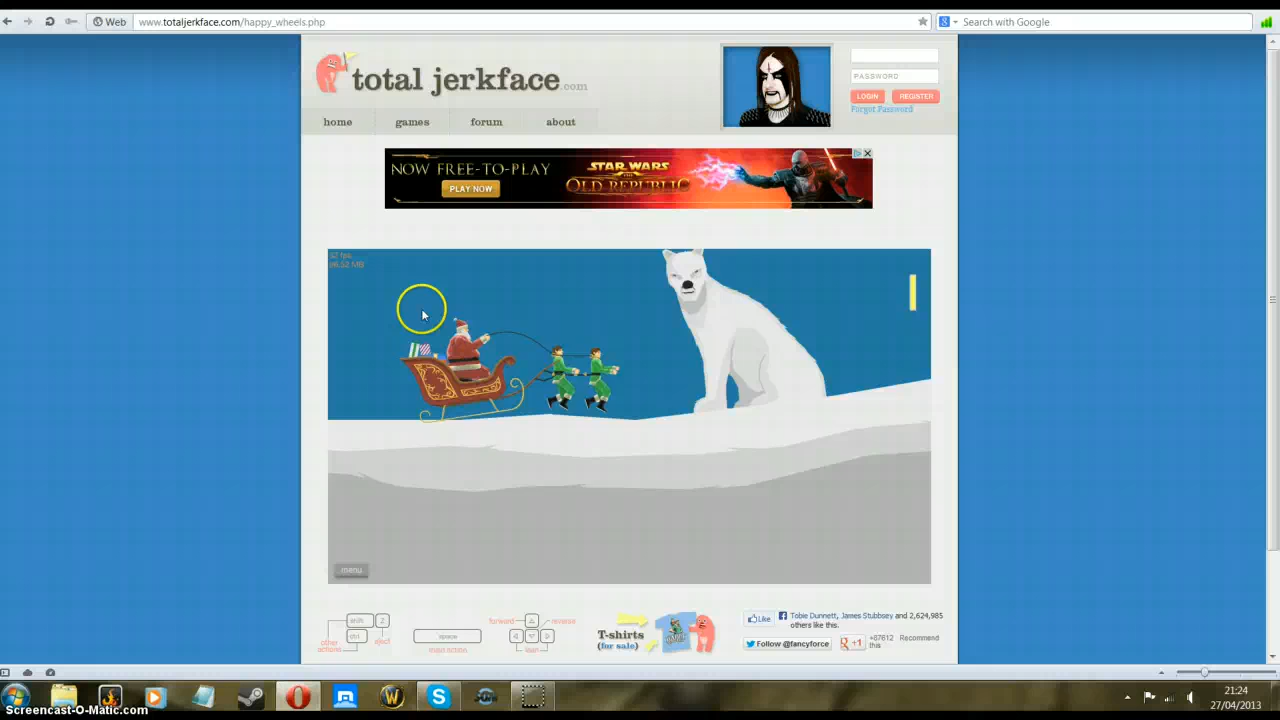 Web
www.totaljerkface.com/happy_wheels.php
Search with Google
total jerkface.com
PASSWORD
LOGIN
REGISTER
Forgot Password
home
games
forum
about
NOW FREE-TO-PLAY
PLAY NOW
STAR WARS
THE
OLD REPUBLIC
menu
shift
Z
ctrl
eject
other
actions
space
main action
forward
reverse
lean
T-shirts
(for sale)
Like
Tobie Dunnett, James Stubbsey and 2,624,985
others like this.
Follow @fancyforce
+1
+87612
Recommend
this
21:24
27/04/2013
Screencast-O-Matic.com